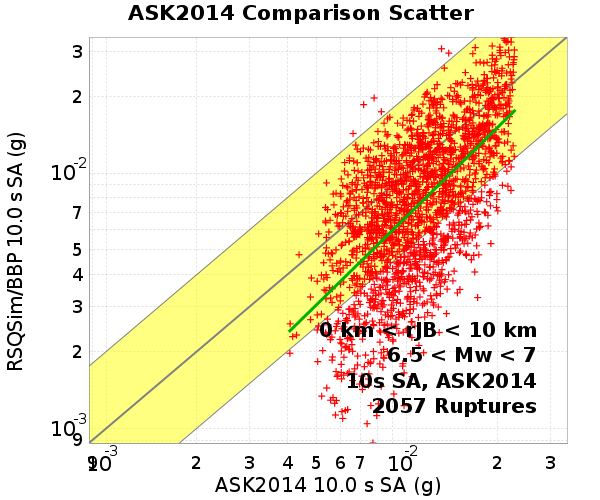 ASK2014 Comparison Scatter
RSQSim/BBP 10.0 s SA (g)
3
2
10-2
7
5
4
3
2
10-3
9
0 km < rJB < 10 km
6.5 < Mw < 7
10s SA, ASK2014
2057 Ruptures
9 10-3 2 3 4 5 6 7 10-2 2 3
ASK2014 10.0 s SA (g)